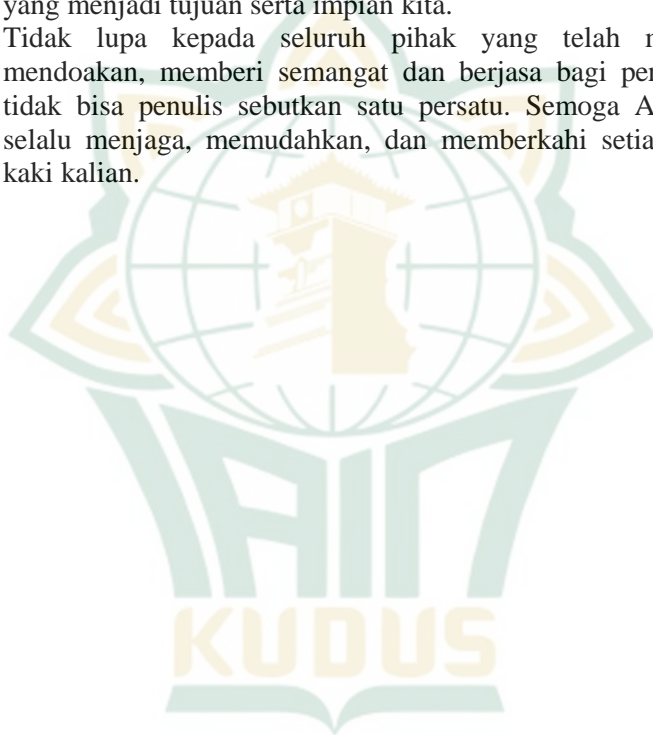 yang menjadi tujuan serta impian kita.
Tidak lupa kepada seluruh pihak yang telah
mendoakan, memberi semangat dan berjasa bagi
tidak bisa penulis sebutkan satu persatu. Semoga
selalu menjaga, memudahkan, dan memberkahi
kaki kalian.
IAIN
KUDUS